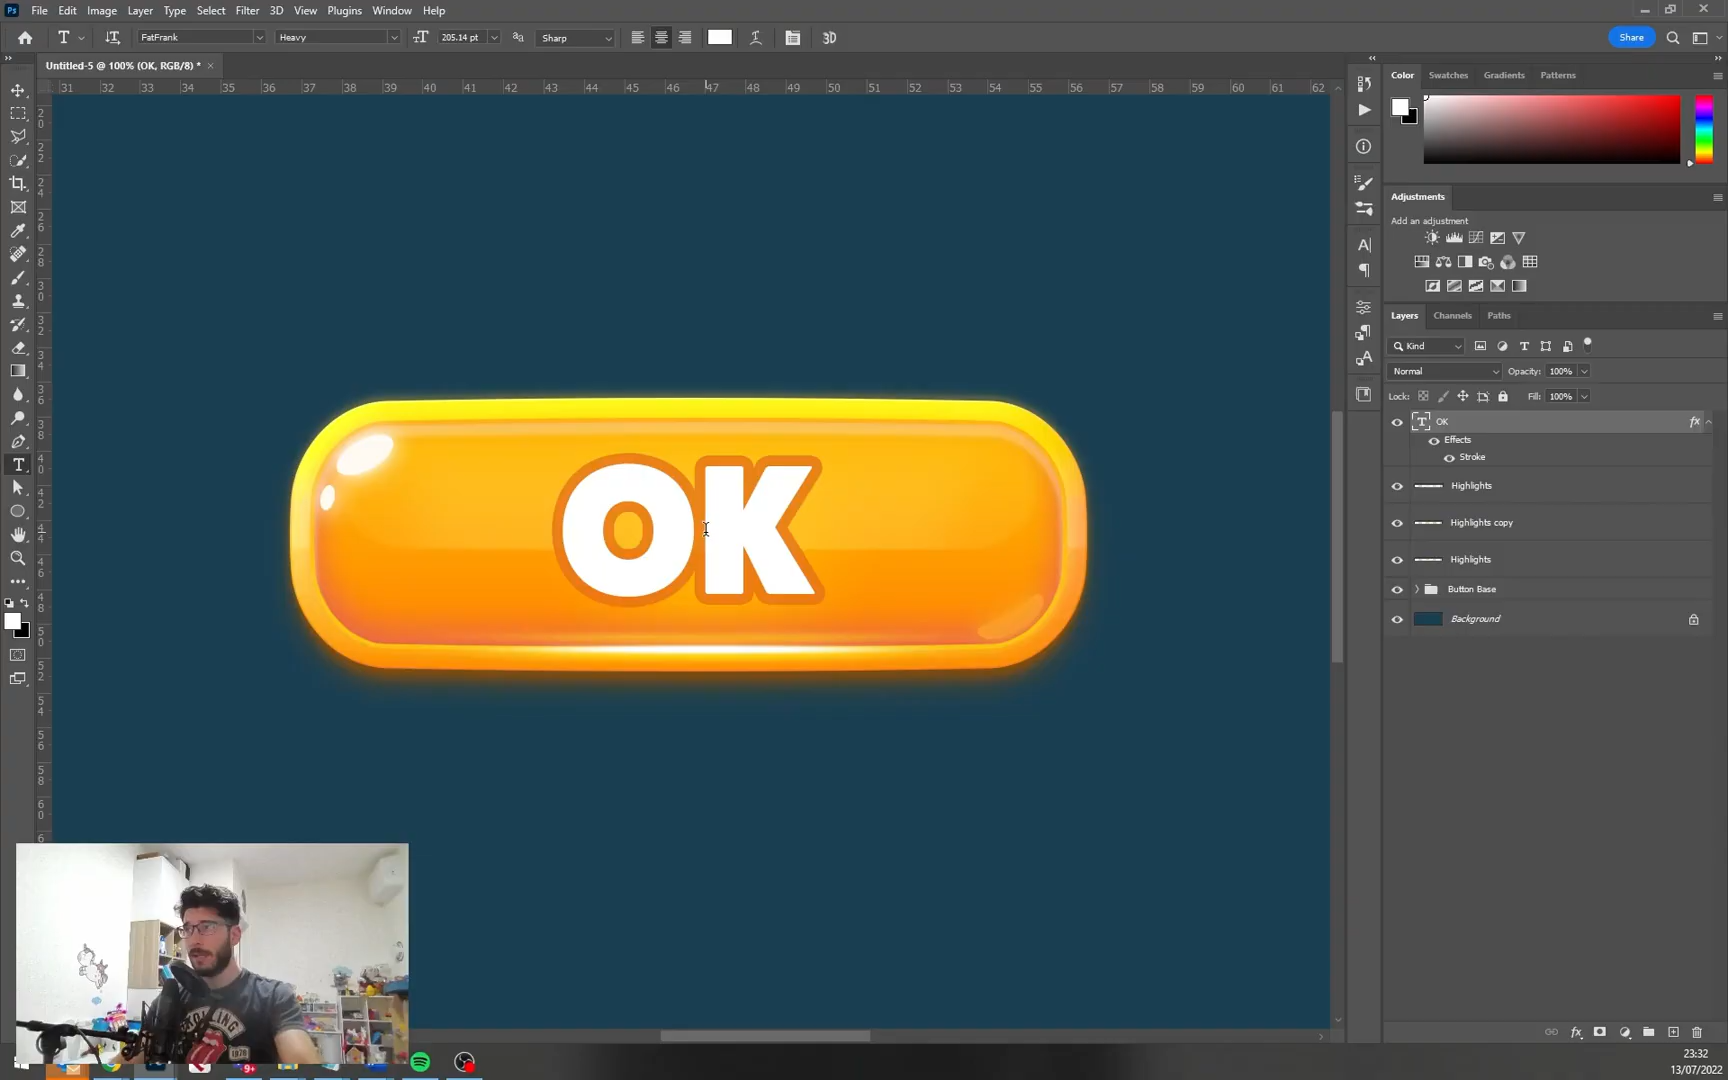 Ps File Edit Image Layer Type Select Filter 3D View Plugins Window Help
T FatFrank Heavy 205.14 pt Sharp 3D Share
Untitled-5 @ 100% (OK, RGB/8) *
31 32 33 34 35 36 37 38 39 40 41 42 43 44 45 46 47 48 49 50 51 52 53 54 55 56 57 58 59 60 61 62
Color Swatches Gradients Patterns
Adjustments
Add an adjustment
Layers Channels Paths
Kind
Normal Opacity: 100%
Lock: Fill: 100%
T OK fx
Effects
Stroke
Highlights
Highlights copy
Highlights
Button Base
Background
OK
9+
23:32
13/07/2022